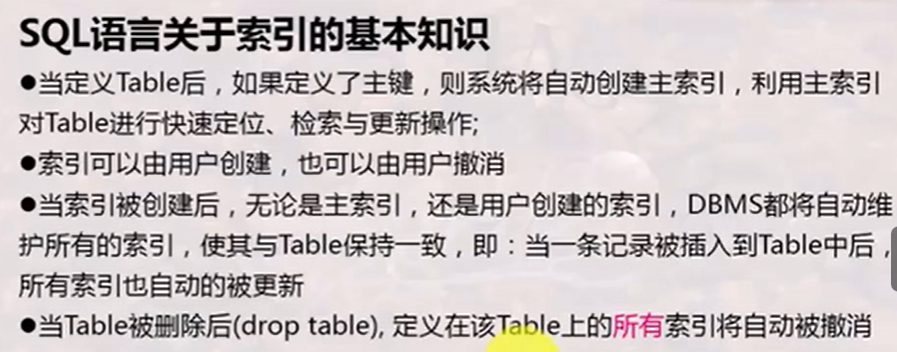 SQL语言关于索引的基本知识
●当定义Table后，如果定义了主键，则系统将自动创建主索引，利用主索引
对Table进行快速定位、检索与更新操作;
●索引可以由用户创建，也可以由用户撤消
●当索引被创建后，无论是主索引，还是用户创建的索引，DBMS都将自动维
护所有的索引，使其与Table保持一致，即：当一条记录被插入到Table中后，
所有索引也自动的被更新
●当Table被删除后(drop table), 定义在该Table上的所有索引将自动被撤消